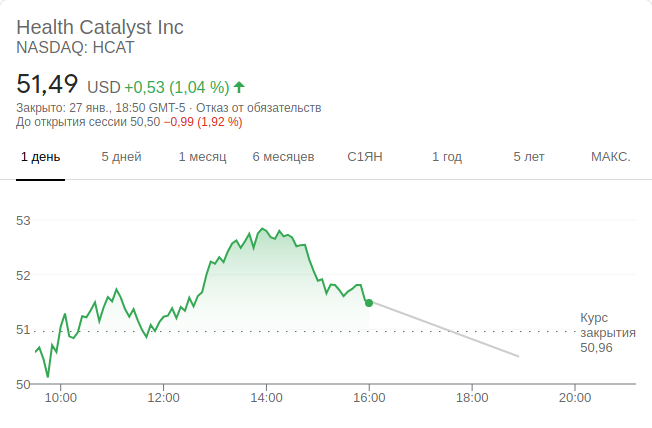 Health Catalyst Inc
NASDAQ: HCAT
51,49 USD +0,53 (1,04 %)
Закрыто: 27 янв., 18:50 GMT-5 · Отказ от обязательств
До открытия сессии 50,50 −0,99 (1,92 %)
1 день 5 дней 1 месяц 6 месяцев С1ЯН 1 год 5 лет МАКС.
53
52
51
50
Курс
закрытия
50,96
10:00 12:00 14:00 16:00 18:00 20:00